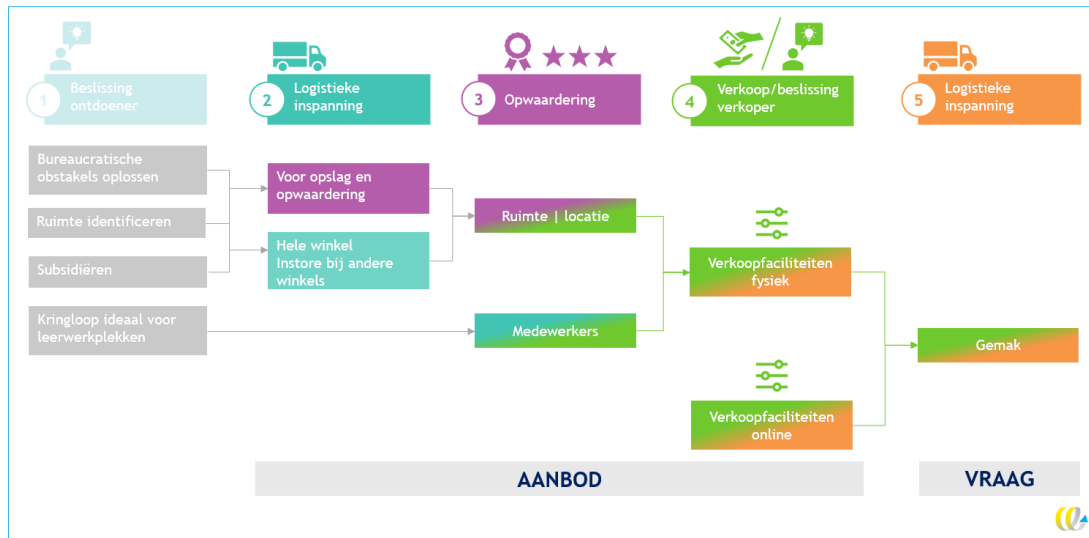 1
Beslissing
ontdoener
2
Logistieke
inspanning
3
Opwaardering
4
Verkoop/beslissing
verkoper
5
Logistieke
inspanning
Bureaucratische
obstakels oplossen
Ruimte identificeren
Subsidiëren
Kringloop ideaal voor
leerwerkplekken
Voor opslag en
opwaardering
Hele winkel
Instore bij andere
winkels
Ruimte | locatie
Medewerkers
Verkoopfaciliteiten
fysiek
Verkoopfaciliteiten
online
Gemak
AANBOD
VRAAG